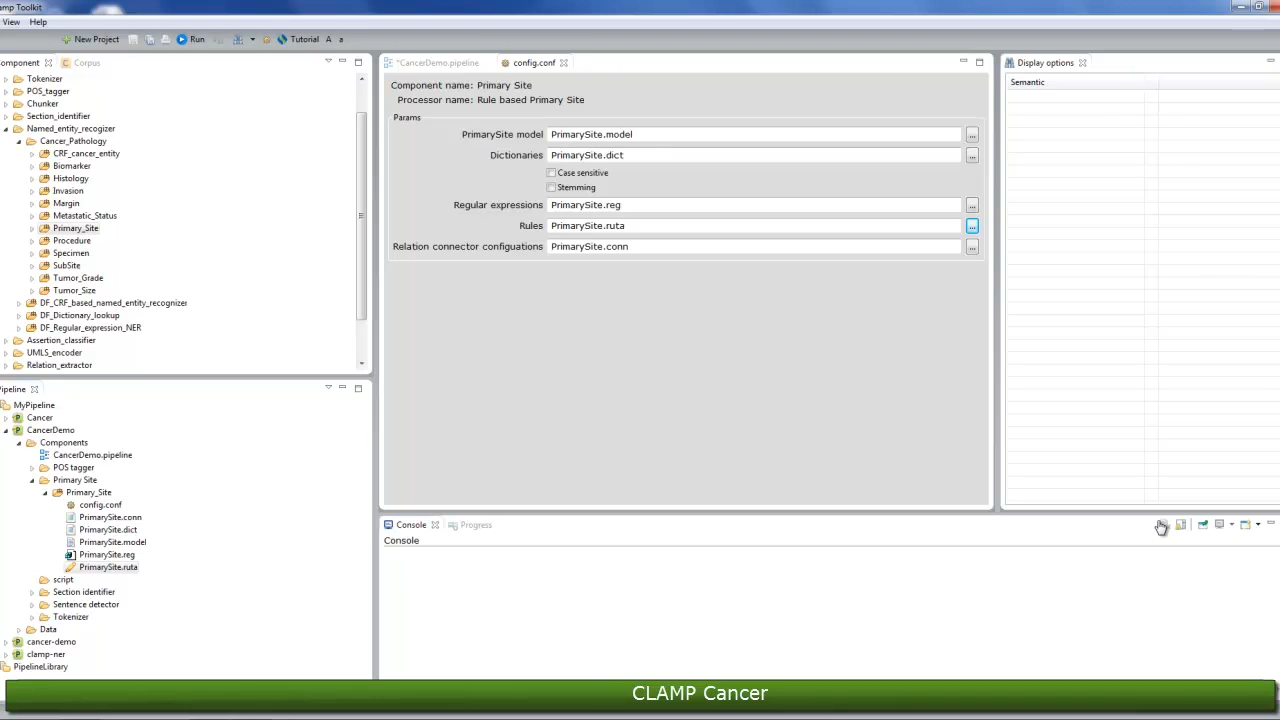 amp Toolkit
View Help
New Project Run Tutorial A a
omponent Corpus
Tokenizer
POS_tagger
Chunker
Section_identifier
Named_entity_recogizer
Cancer_Pathology
CRF_cancer_entity
Biomarker
Histology
Invasion
Margin
Metastatic_Status
Primary_Site
Procedure
Specimen
SubSite
Tumor_Grade
Tumor_Size
DF_CRF_based_named_entity_recognizer
DF_Dictionary_lookup
DF_Regular_expression_NER
Assertion_classifier
UMLS_encoder
Relation_extractor
Pipeline
MyPipeline
Cancer
CancerDemo
Components
CancerDemo.pipeline
POS tagger
Primary Site
Primary_Site
config.conf
PrimarySite.conn
PrimarySite.dict
PrimarySite.model
PrimarySite.reg
PrimarySite.ruta
script
Section identifier
Sentence detector
Tokenizer
Data
cancer-demo
clamp-ner
PipelineLibrary
*CancerDemo.pipeline config.conf
Component name: Primary Site
Processor name: Rule based Primary Site
Params
PrimarySite model PrimarySite.model ...
Dictionaries PrimarySite.dict ...
Case sensitive
Stemming
Regular expressions PrimarySite.reg ...
Rules PrimarySite.ruta ...
Relation connector configuations PrimarySite.conn ...
Console Progress
Console
Display options
Semantic
CLAMP Cancer